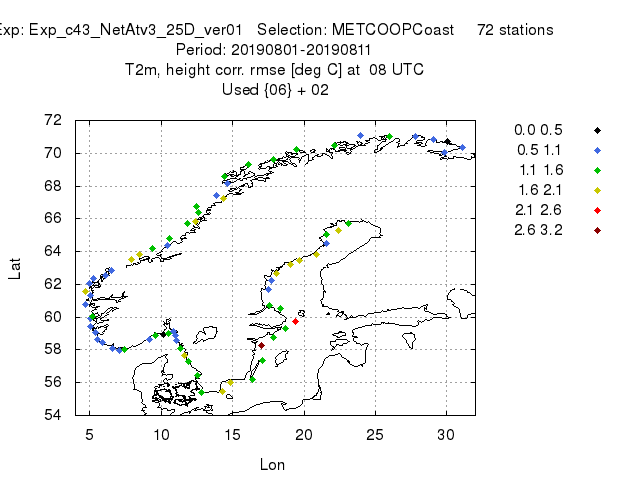 Exp: Exp_c43_NetAtv3_25D_ver01 Selection: METCOOPCoast 72 stations
Period: 20190801-20190811
T2m, height corr. rmse [deg C] at 08 UTC
Used {06} + 02
72
70
68
66
64
62
60
58
56
54
Lat
5 10 15 20 25 30
Lon
0.0 0.5
0.5 1.1
1.1 1.6
1.6 2.1
2.1 2.6
2.6 3.2